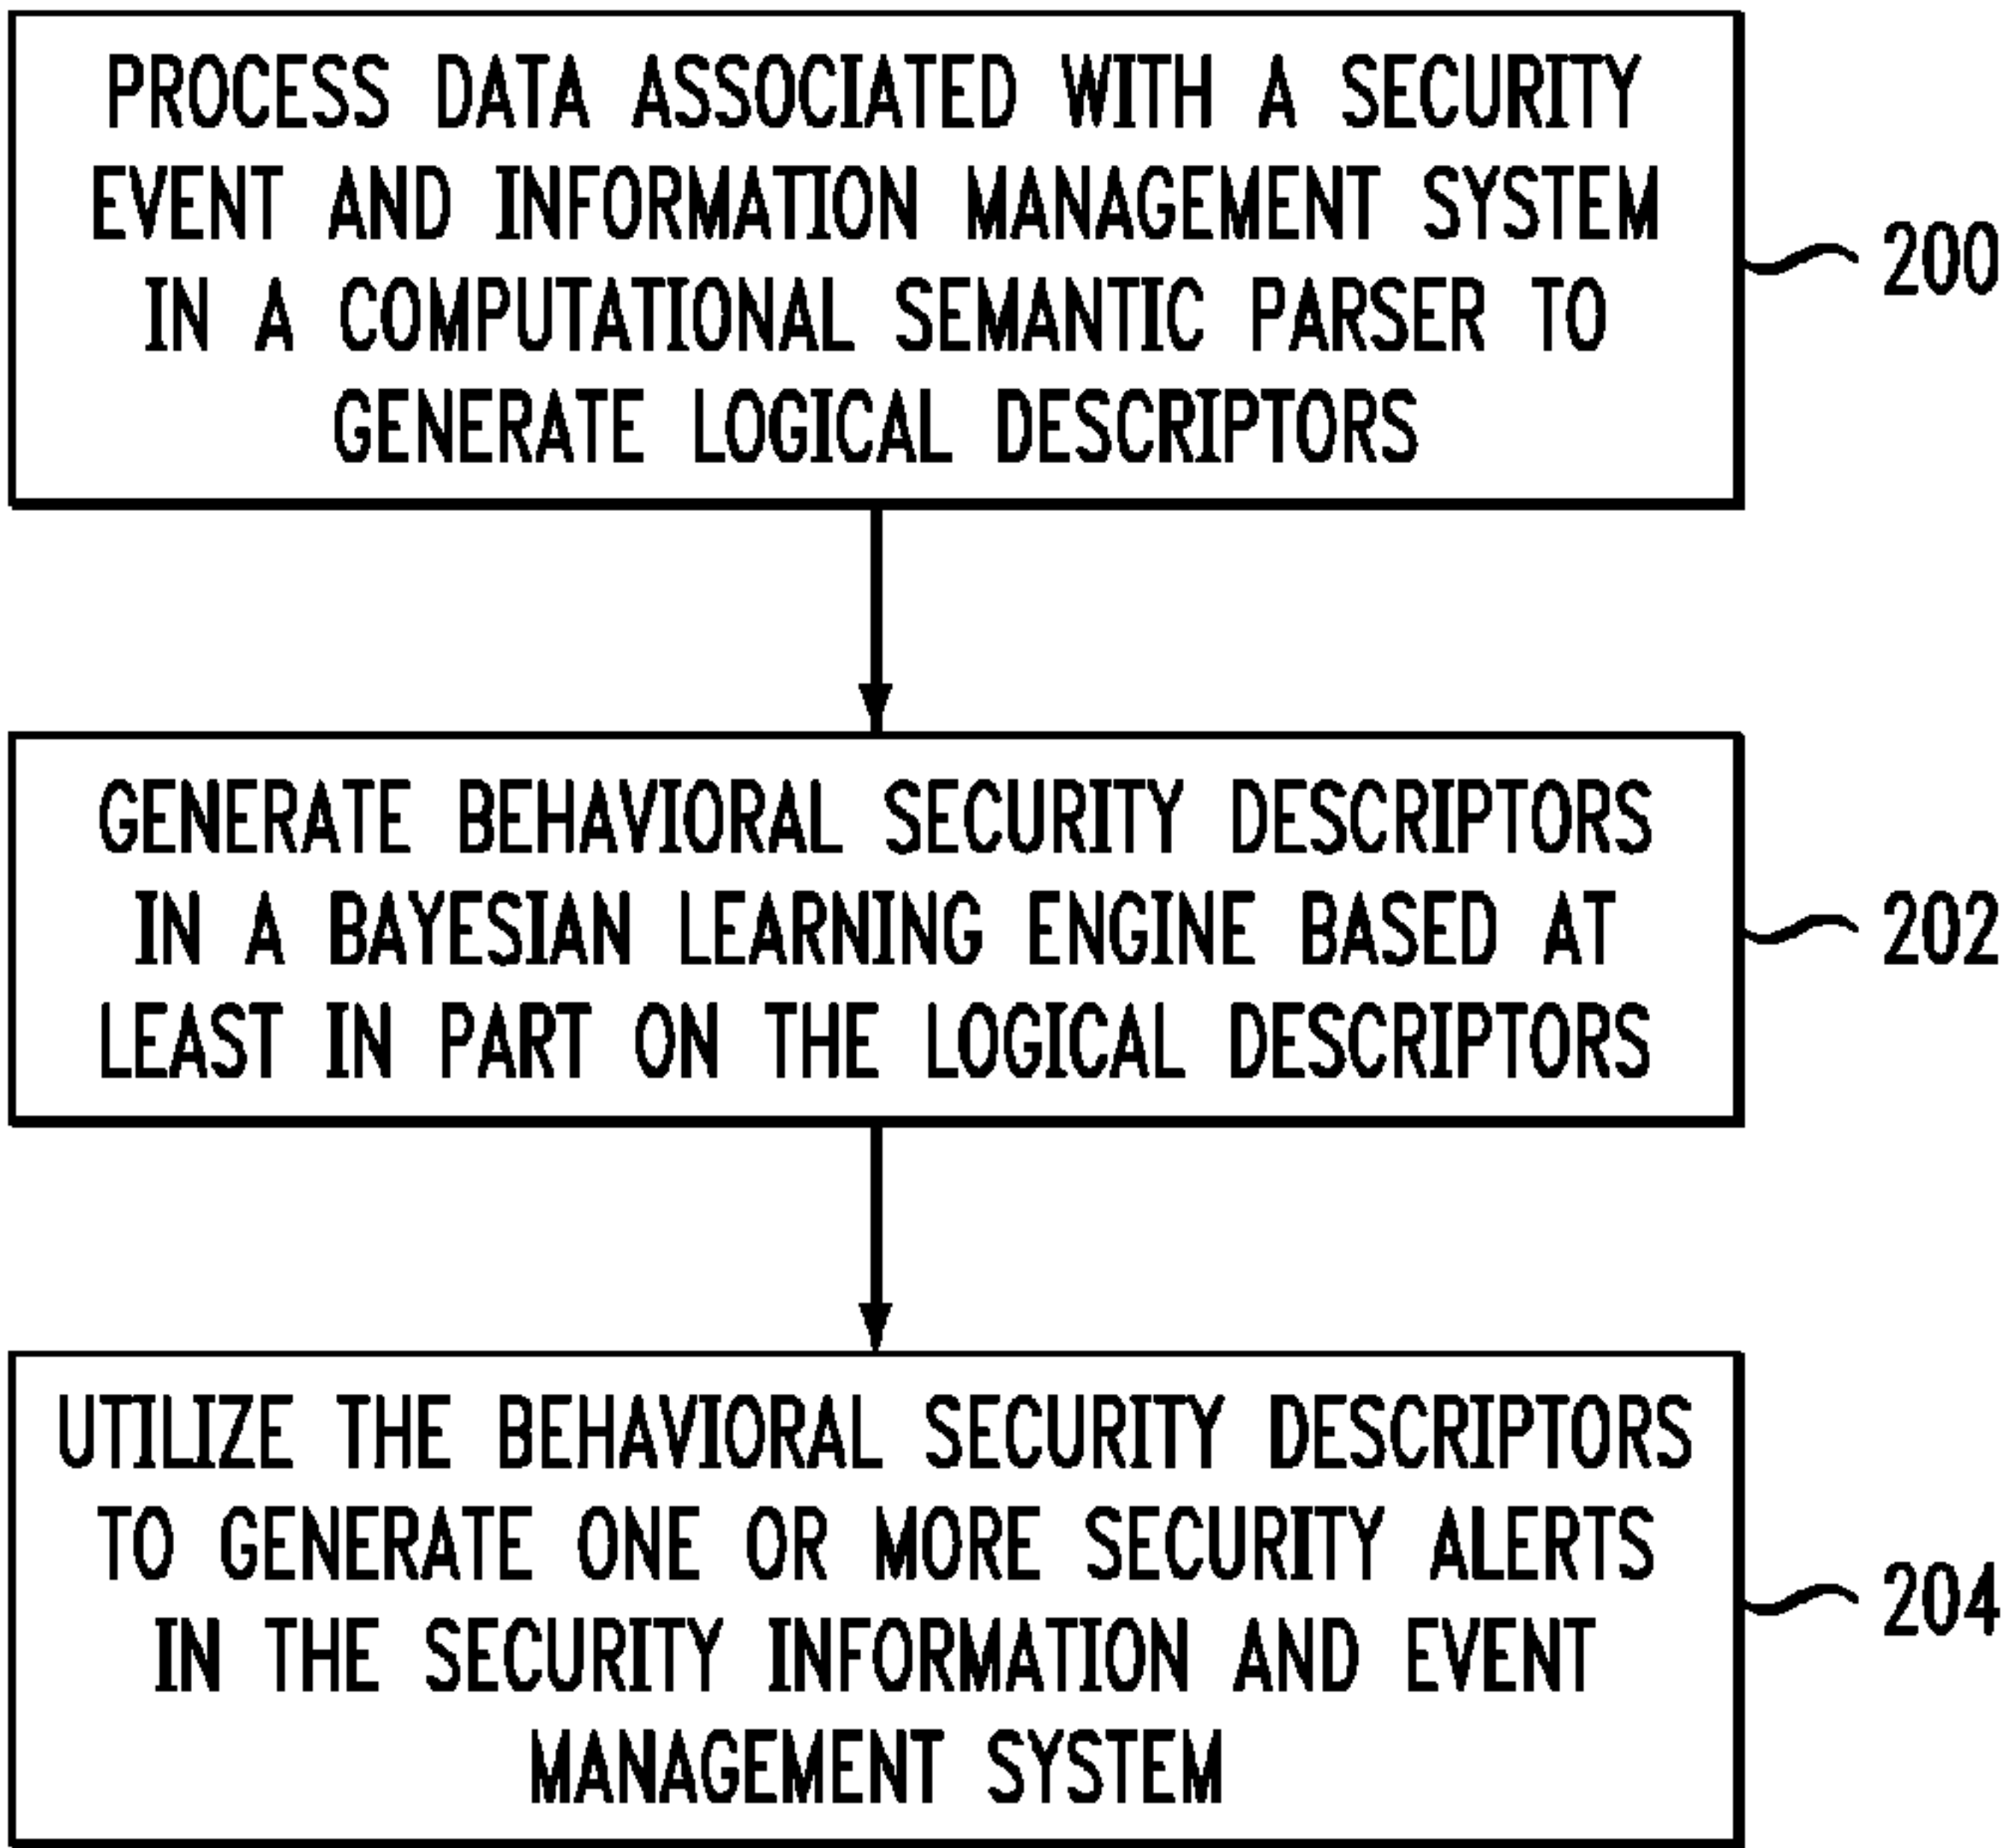 PROCESS DATA ASSOCIATED WITH A SECURITY
EVENT AND INFORMATION MANAGEMENT SYSTEM
IN A COMPUTATIONAL SEMANTIC PARSER TO
GENERATE LOGICAL DESCRIPTORS
200
GENERATE BEHAVIORAL SECURITY DESCRIPTORS
IN A BAYESIAN LEARNING ENGINE BASED AT
LEAST IN PART ON THE LOGICAL DESCRIPTORS
202
UTILIZE THE BEHAVIORAL SECURITY DESCRIPTORS
TO GENERATE ONE OR MORE SECURITY ALERTS
IN THE SECURITY INFORMATION AND EVENT
MANAGEMENT SYSTEM
204